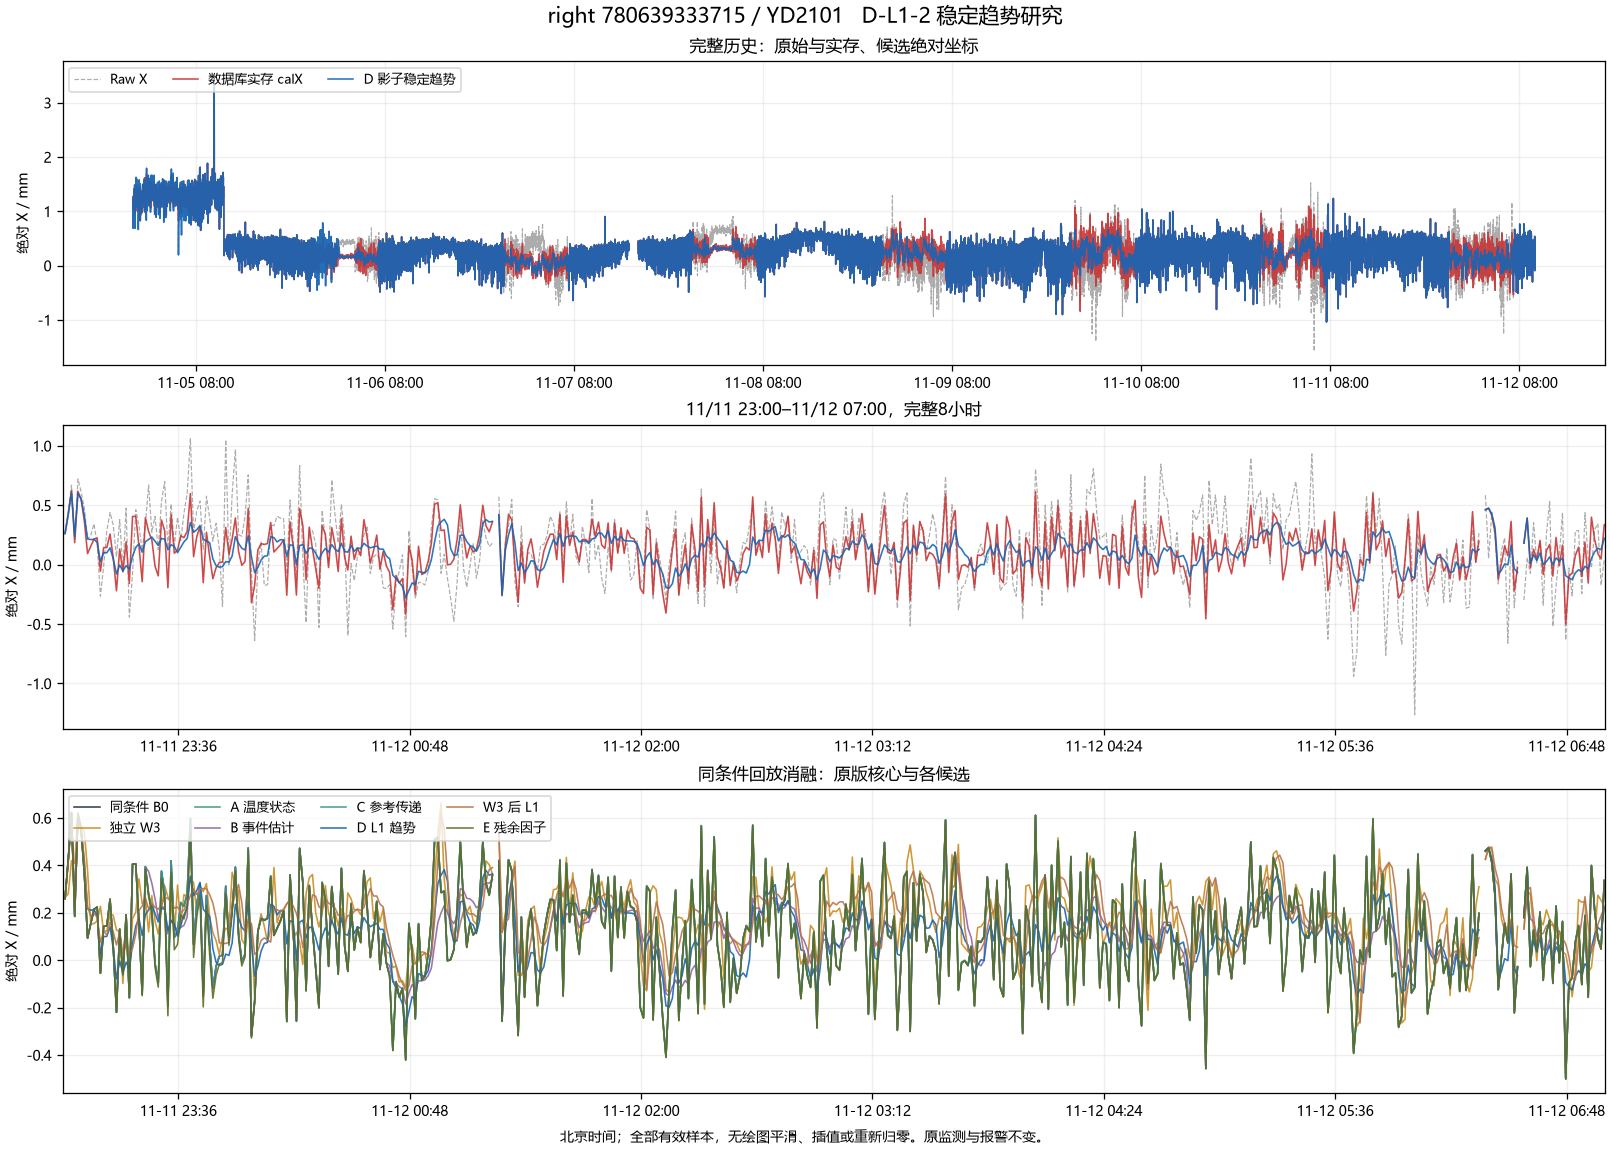 right 780639333715 / YD2101   D-L1-2 稳定趋势研究
完整历史：原始与实存、候选绝对坐标
Raw X
数据库实存 calX
D 影子稳定趋势
绝对 X / mm
3
2
1
0
-1
11-05 08:00
11-06 08:00
11-07 08:00
11-08 08:00
11-09 08:00
11-10 08:00
11-11 08:00
11-12 08:00
11/11 23:00–11/12 07:00，完整8小时
绝对 X / mm
1.0
0.5
0.0
-0.5
-1.0
11-11 23:36
11-12 00:48
11-12 02:00
11-12 03:12
11-12 04:24
11-12 05:36
11-12 06:48
同条件回放消融：原版核心与各候选
同条件 B0
A 温度状态
C 参考传递
W3 后 L1
独立 W3
B 事件估计
D L1 趋势
E 残余因子
绝对 X / mm
0.6
0.4
0.2
0.0
-0.2
-0.4
11-11 23:36
11-12 00:48
11-12 02:00
11-12 03:12
11-12 04:24
11-12 05:36
11-12 06:48
北京时间；全部有效样本，无绘图平滑、插值或重新归零。原监测与报警不变。